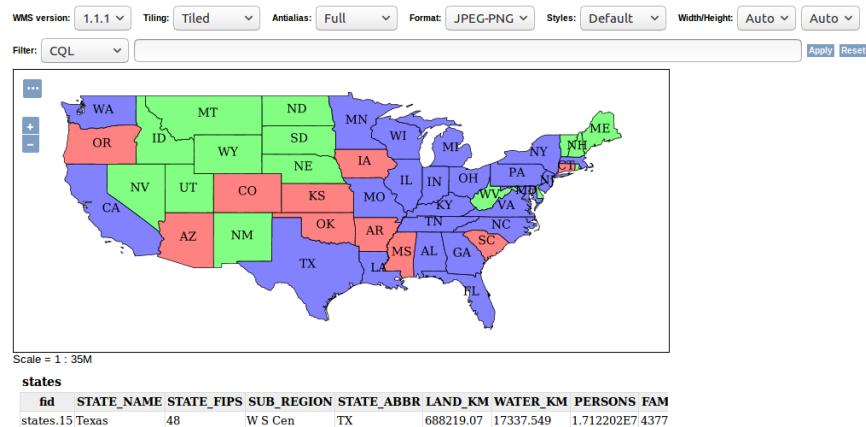 WMS version: 1.1.1 Tiling: Tiled Antialias: Full Format: JPEG-PNG Styles: Default Width/Height: Auto Auto
Filter: CQL Apply Reset
...
+
-
WA MT ND MN ME
OR ID SD WI MI NY NH
WY NE IA PA CT
NV UT CO KS MO IL IN OH NJ
CA WV MD
KY VA
AZ NM OK AR TN NC
MS AL GA SC
TX LA
FL
Scale = 1 : 35M
states
fid STATE_NAME STATE_FIPS SUB_REGION STATE_ABBR LAND_KM WATER_KM PERSONS FAM
states.15 Texas 48 W S Cen TX 688219.07 17337.549 1.712202E7 4377